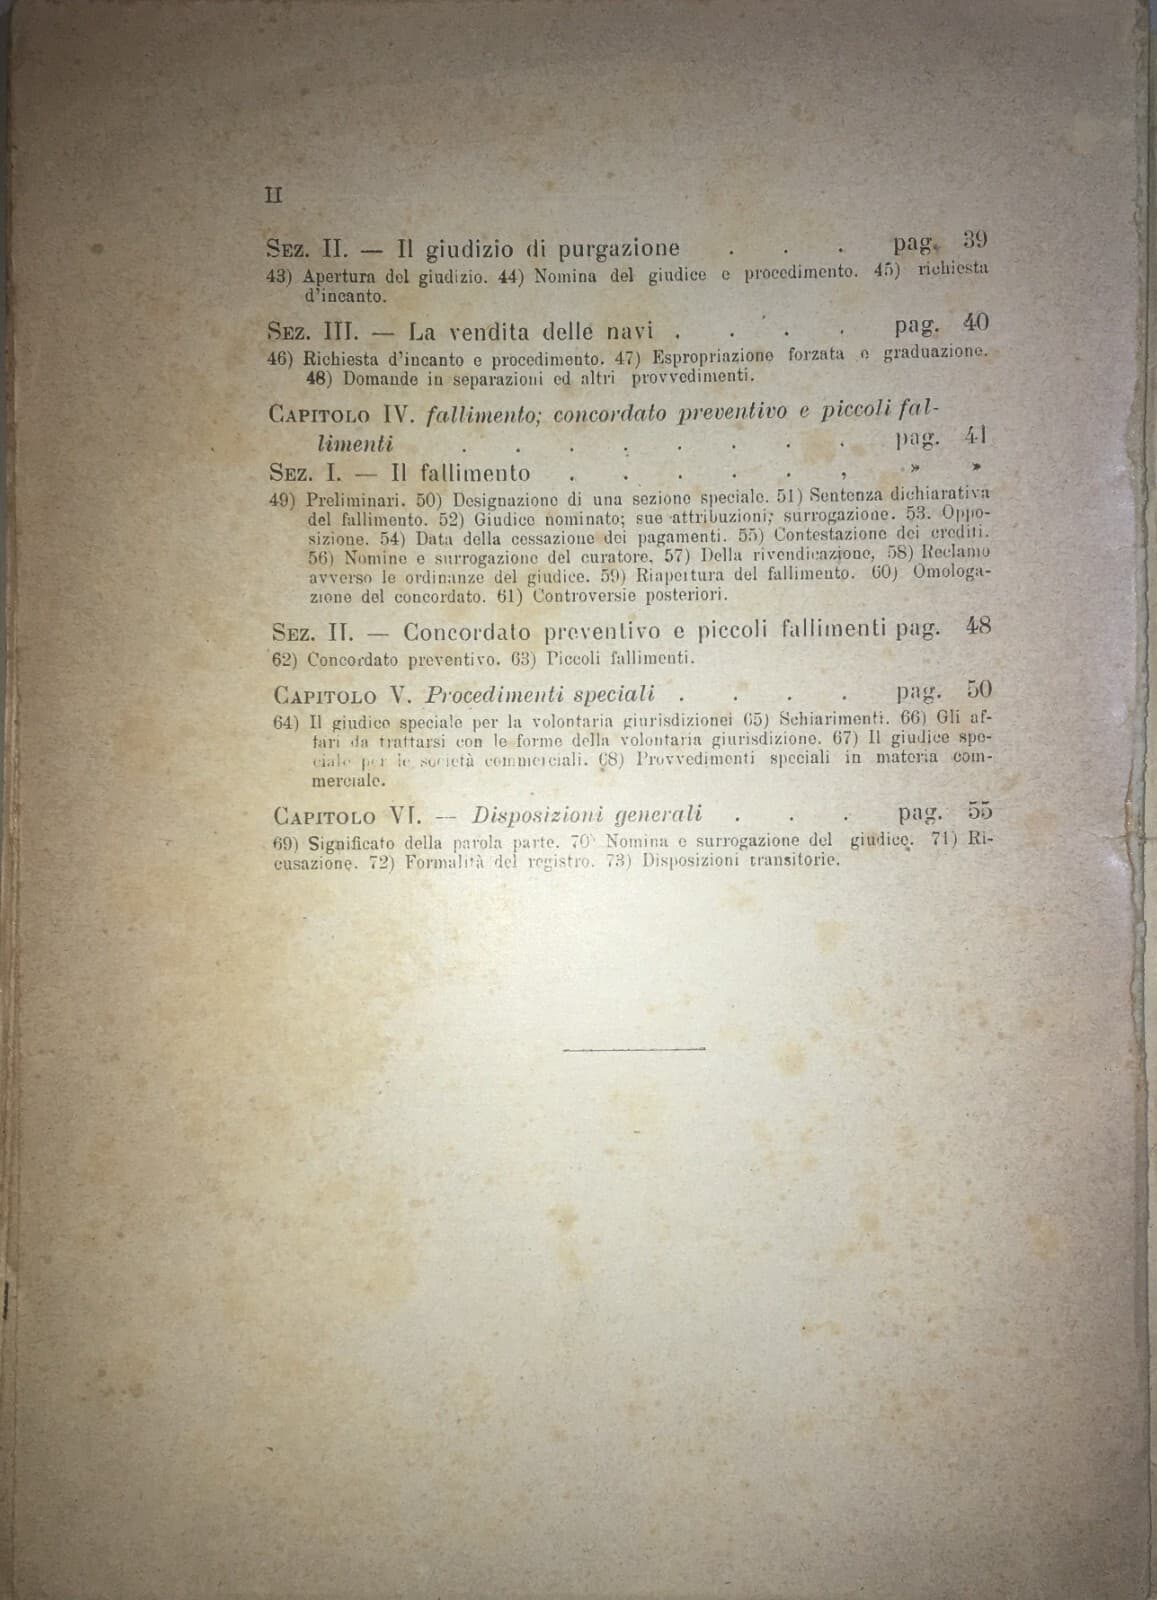 II
SEZ. II. — Il giudizio di purgazione . . . pag. 39
43) Apertura del giudizio. 44) Nomina del giudice e procedimento. 45) richiesta
d'incanto.
SEZ. III. — La vendita delle navi . . . . pag. 40
46) Richiesta d'incanto e procedimento. 47) Espropriazione forzata e graduazione.
48) Domande in separazioni ed altri provvedimenti.
CAPITOLO IV. fallimento; concordato preventivo e piccoli fal-
limenti . . . . . . . . pag. 41
SEZ. I. — Il fallimento . . . . . , » »
49) Preliminari. 50) Designazione di una sezione speciale. 51) Sentenza dichiarativa
del fallimento. 52) Giudice nominato; sue attribuzioni; surrogazione. 53. Oppo-
sizione. 54) Data della cessazione dei pagamenti. 55) Contestazione dei crediti.
56) Nomine e surrogazione del curatore, 57) Della rivendicazione, 58) Reclamo
avverso le ordinanze del giudice. 59) Riapertura del fallimento. 60) Omologa-
zione del concordato. 61) Controversie posteriori.
SEZ. II. — Concordato preventivo e piccoli fallimenti pag. 48
62) Concordato preventivo. 63) Piccoli fallimenti.
CAPITOLO V. Procedimenti speciali . . . . pag. 50
64) Il giudice speciale per la volontaria giurisdizionei 65) Schiarimenti. 66) Gli af-
fari da trattarsi con le forme della volontaria giurisdizione. 67) Il giudice spe-
ciale per le società commerciali. 68) Provvedimenti speciali in materia com-
merciale.
CAPITOLO VI. — Disposizioni generali . . . pag. 55
69) Significato della parola parte. 70) Nomina e surrogazione del giudice. 71) Ri-
cusazione. 72) Formalità del registro. 73) Disposizioni transitorie.